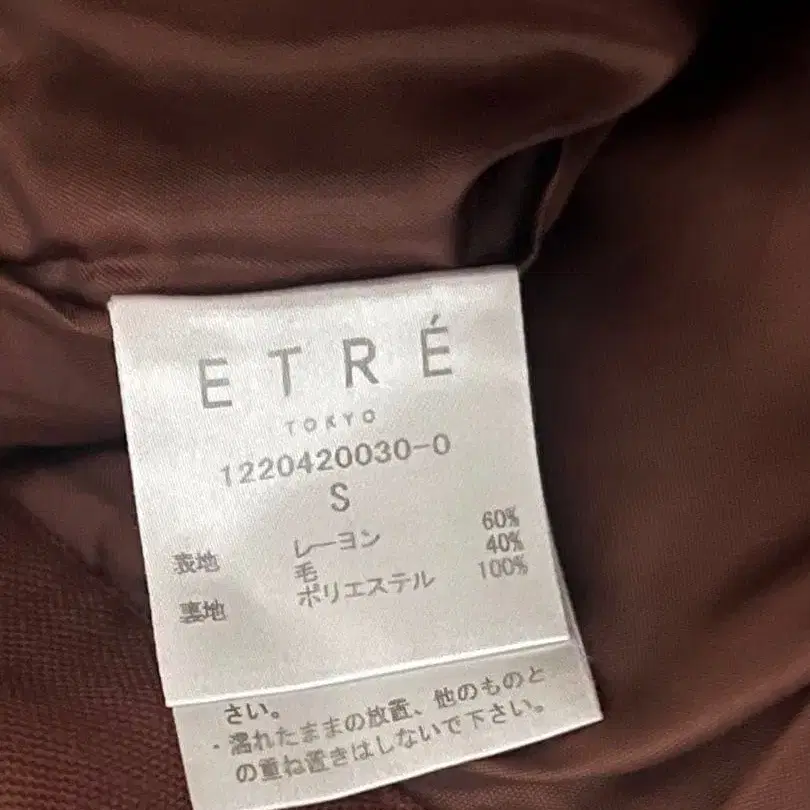 ETRÉ
TOKYO
1220420030-0
S
表地 レーヨン 60%
毛 40%
裏地 ポリエステル 100%
さい。
・濡れたままの放置、他のものと
の重ね置きはしないで下さい。